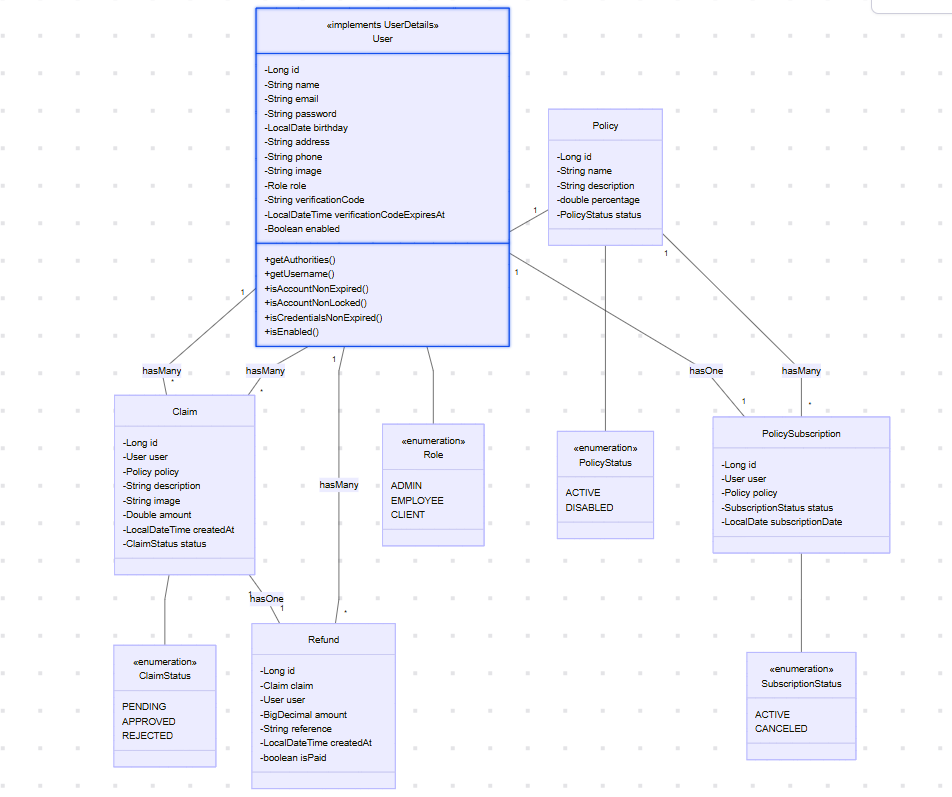 «implements UserDetails»
User
-Long id
-String name
-String email
-String password
-LocalDate birthday
-String address
-String phone
-String image
-Role role
-String verificationCode
-LocalDateTime verificationCodeExpiresAt
-Boolean enabled
+getAuthorities()
+getUsername()
+isAccountNonExpired()
+isAccountNonLocked()
+isCredentialsNonExpired()
+isEnabled()
Policy
-Long id
-String name
-String description
-double percentage
-PolicyStatus status
1
1
1
1
1
hasMany
*
hasMany
*
hasOne
1
hasMany
*
Claim
-Long id
-User user
-Policy policy
-String description
-String image
-Double amount
-LocalDateTime createdAt
-ClaimStatus status
hasMany
*
«enumeration»
Role
ADMIN
EMPLOYEE
CLIENT
«enumeration»
PolicyStatus
ACTIVE
DISABLED
PolicySubscription
-Long id
-User user
-Policy policy
-SubscriptionStatus status
-LocalDate subscriptionDate
1
hasOne
1
«enumeration»
ClaimStatus
PENDING
APPROVED
REJECTED
Refund
-Long id
-Claim claim
-User user
-BigDecimal amount
-String reference
-LocalDateTime createdAt
-boolean isPaid
«enumeration»
SubscriptionStatus
ACTIVE
CANCELED